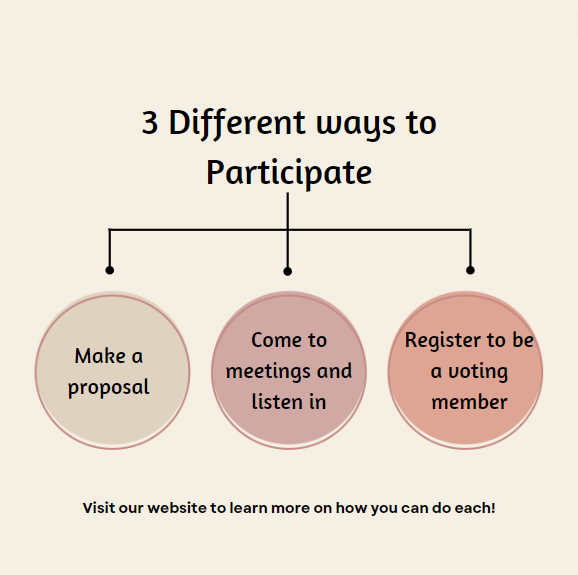 3 Different ways to
Participate
Make a
proposal
Come to
meetings and
listen in
Register to be
a voting
member
Visit our website to learn more on how you can do each!